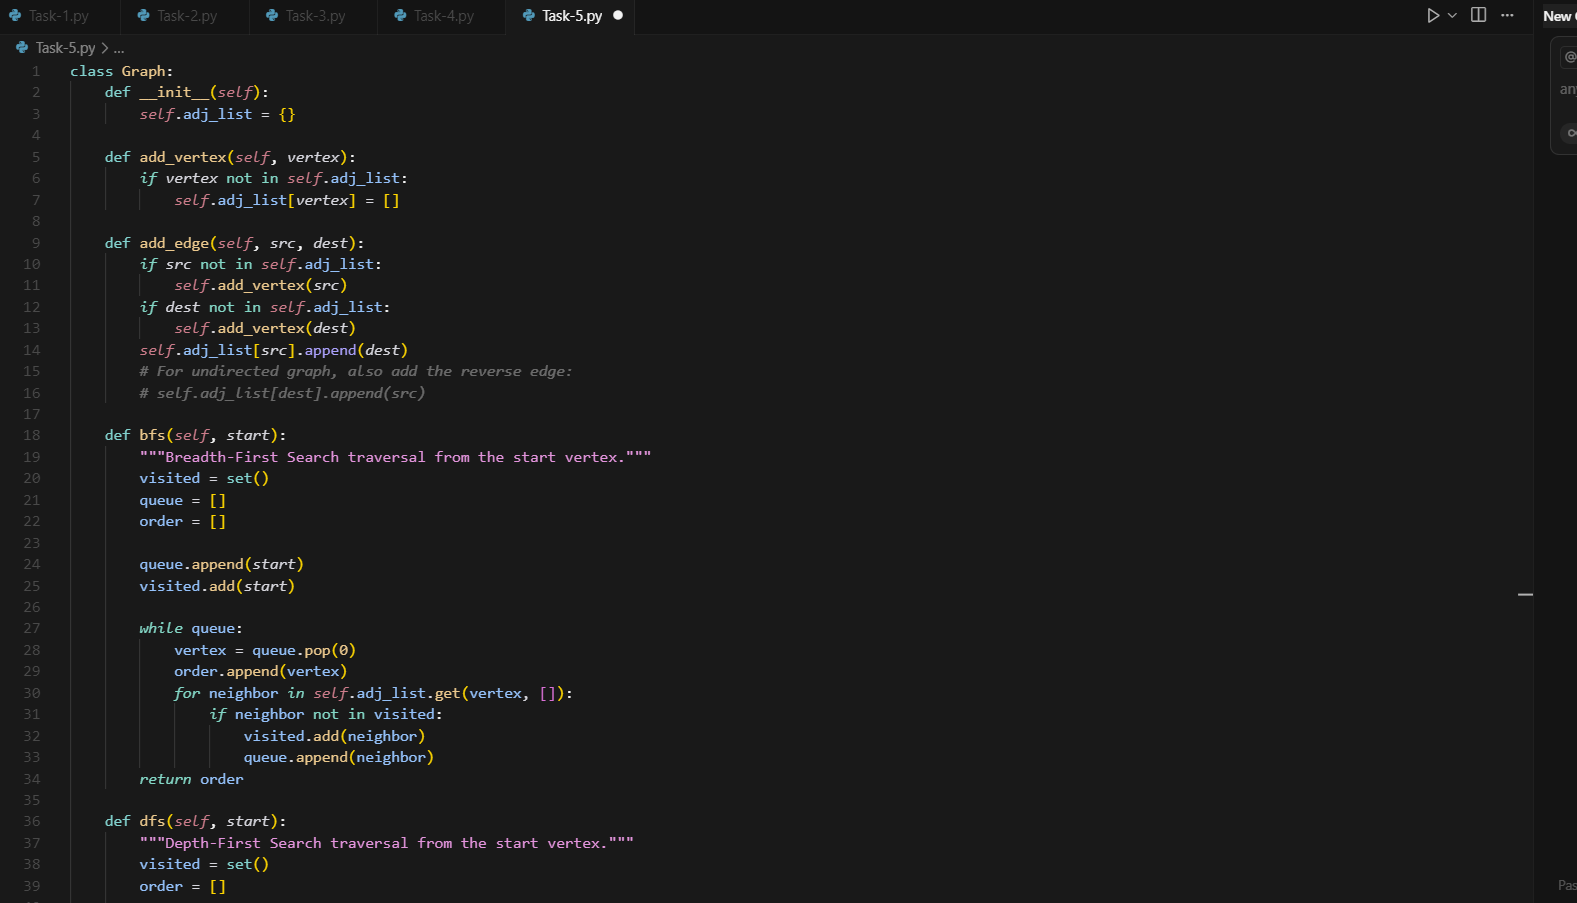 Task-1.py Task-2.py Task-3.py Task-4.py Task-5.py
New
Task-5.py > ...
1 class Graph:
2     def __init__(self):
3         self.adj_list = {}
4
5     def add_vertex(self, vertex):
6         if vertex not in self.adj_list:
7             self.adj_list[vertex] = []
8
9     def add_edge(self, src, dest):
10         if src not in self.adj_list:
11             self.add_vertex(src)
12         if dest not in self.adj_list:
13             self.add_vertex(dest)
14         self.adj_list[src].append(dest)
15         # For undirected graph, also add the reverse edge:
16         # self.adj_list[dest].append(src)
17
18     def bfs(self, start):
19         """Breadth-First Search traversal from the start vertex."""
20         visited = set()
21         queue = []
22         order = []
23
24         queue.append(start)
25         visited.add(start)
26
27         while queue:
28             vertex = queue.pop(0)
29             order.append(vertex)
30             for neighbor in self.adj_list.get(vertex, []):
31                 if neighbor not in visited:
32                     visited.add(neighbor)
33                     queue.append(neighbor)
34         return order
35
36     def dfs(self, start):
37         """Depth-First Search traversal from the start vertex."""
38         visited = set()
39         order = []
@
an
Pas